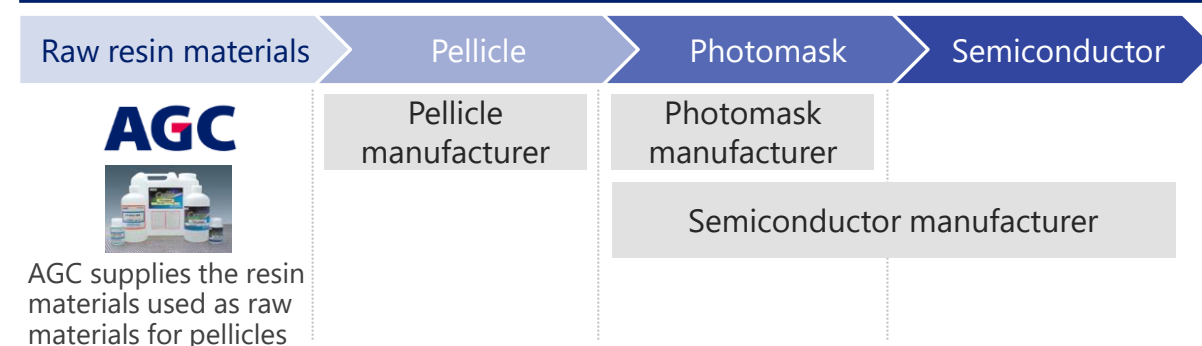 Raw resin materials
Pellicle
Photomask
Semiconductor
AGC
Pellicle
manufacturer
Photomask
manufacturer
Semiconductor manufacturer
AGC supplies the resin
materials used as raw
materials for pellicles